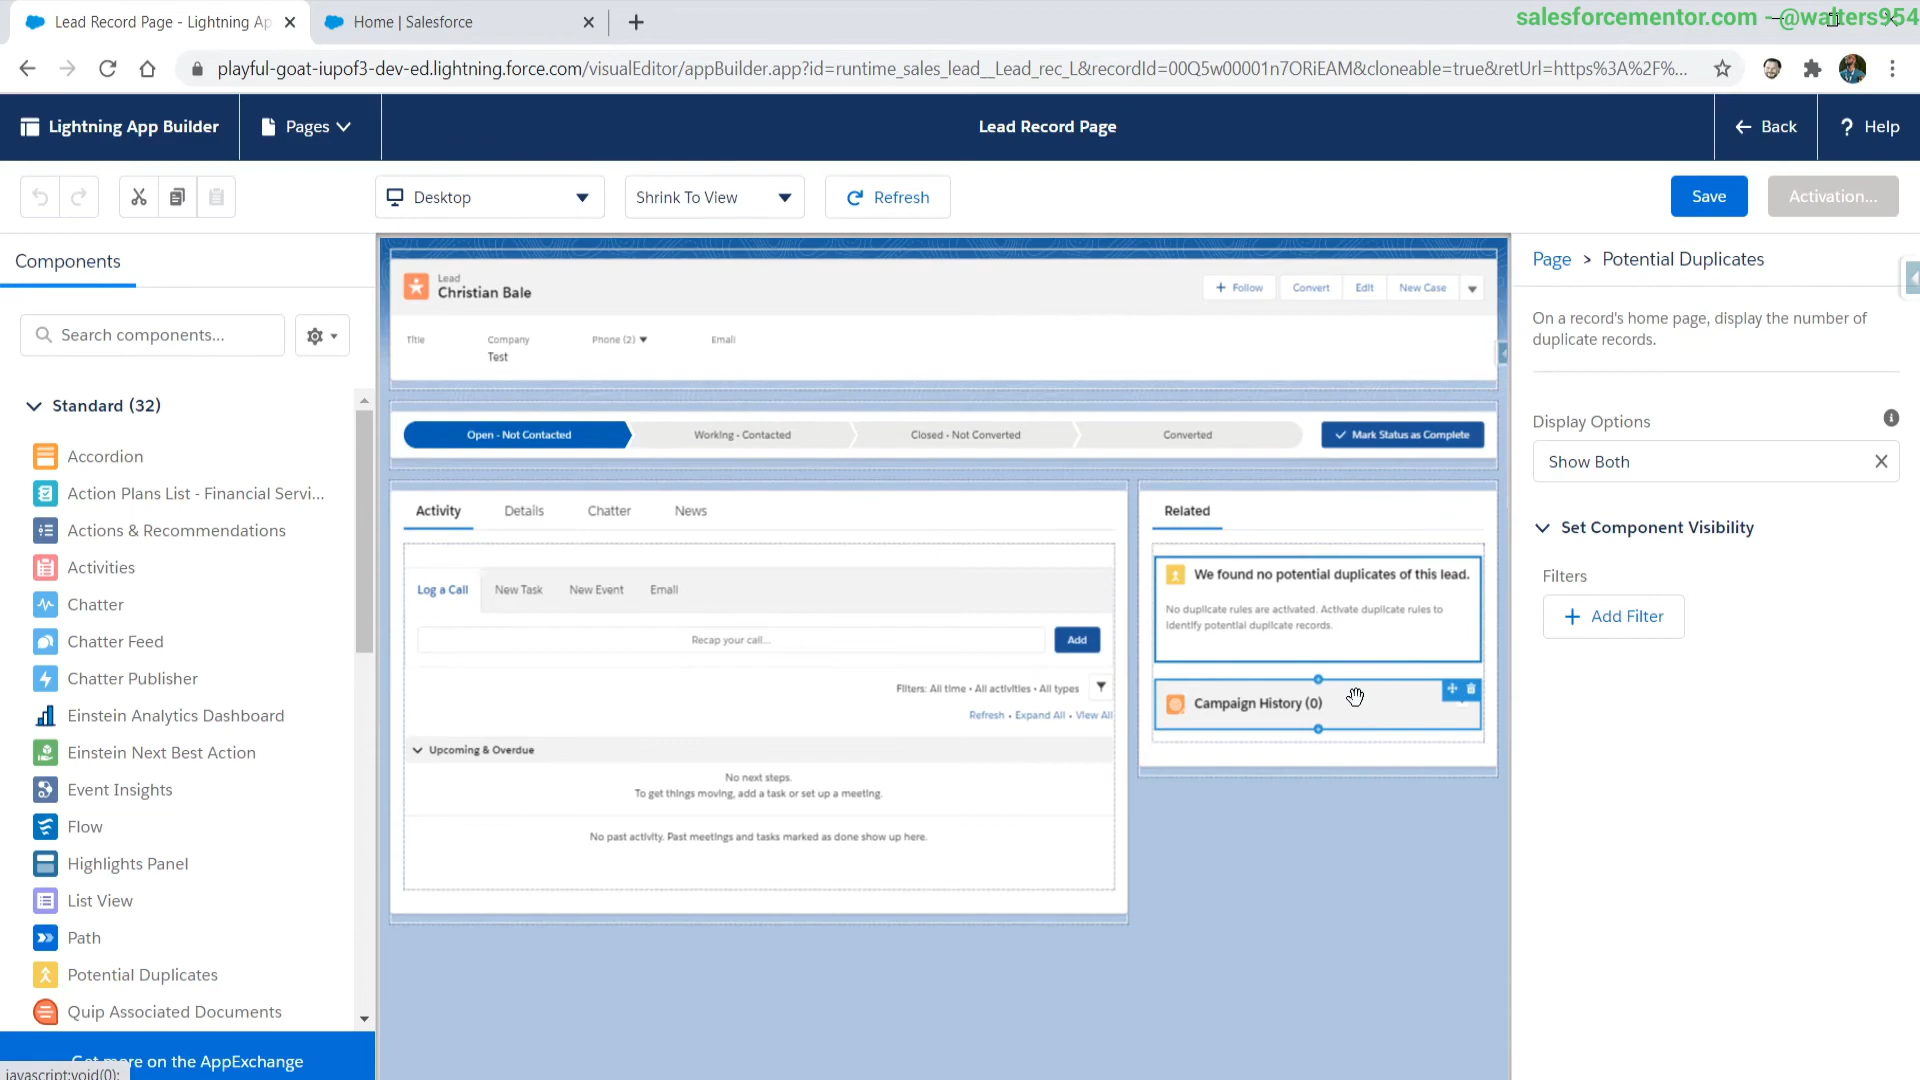 Lead Record Page - Lightning Ap
Home | Salesforce
salesforcementor.com - @walters954
playful-goat-iupof3-dev-ed.lightning.force.com/visualEditor/appBuilder.app?id=runtime_sales_lead__Lead_rec_L&recordId=00Q5w00001n7ORiEAM&cloneable=true&retUrl=https%3A%2F%...
Lightning App Builder
Pages
Lead Record Page
Back
? Help
Desktop
Shrink To View
Refresh
Save
Activation...
Components
Search components...
Standard (32)
Accordion
Action Plans List - Financial Servi...
Actions & Recommendations
Activities
Chatter
Chatter Feed
Chatter Publisher
Einstein Analytics Dashboard
Einstein Next Best Action
Event Insights
Flow
Highlights Panel
List View
Path
Potential Duplicates
Quip Associated Documents
Get more on the AppExchange
javascript:void(0);
Lead
Christian Bale
+ Follow
Convert
Edit
New Case
Title
Company
Phone (2)
Email
Test
Open - Not Contacted
Working - Contacted
Closed - Not Converted
Converted
Mark Status as Complete
Activity
Details
Chatter
News
Log a Call
New Task
New Event
Email
Recap your call...
Add
Filters: All time • All activities • All types
Refresh • Expand All • View All
Upcoming & Overdue
No next steps.
To get things moving, add a task or set up a meeting.
No past activity. Past meetings and tasks marked as done show up here.
Related
We found no potential duplicates of this lead.
No duplicate rules are activated. Activate duplicate rules to
identify potential duplicate records.
Campaign History (0)
Page > Potential Duplicates
On a record's home page, display the number of
duplicate records.
Display Options
Show Both
Set Component Visibility
Filters
+ Add Filter